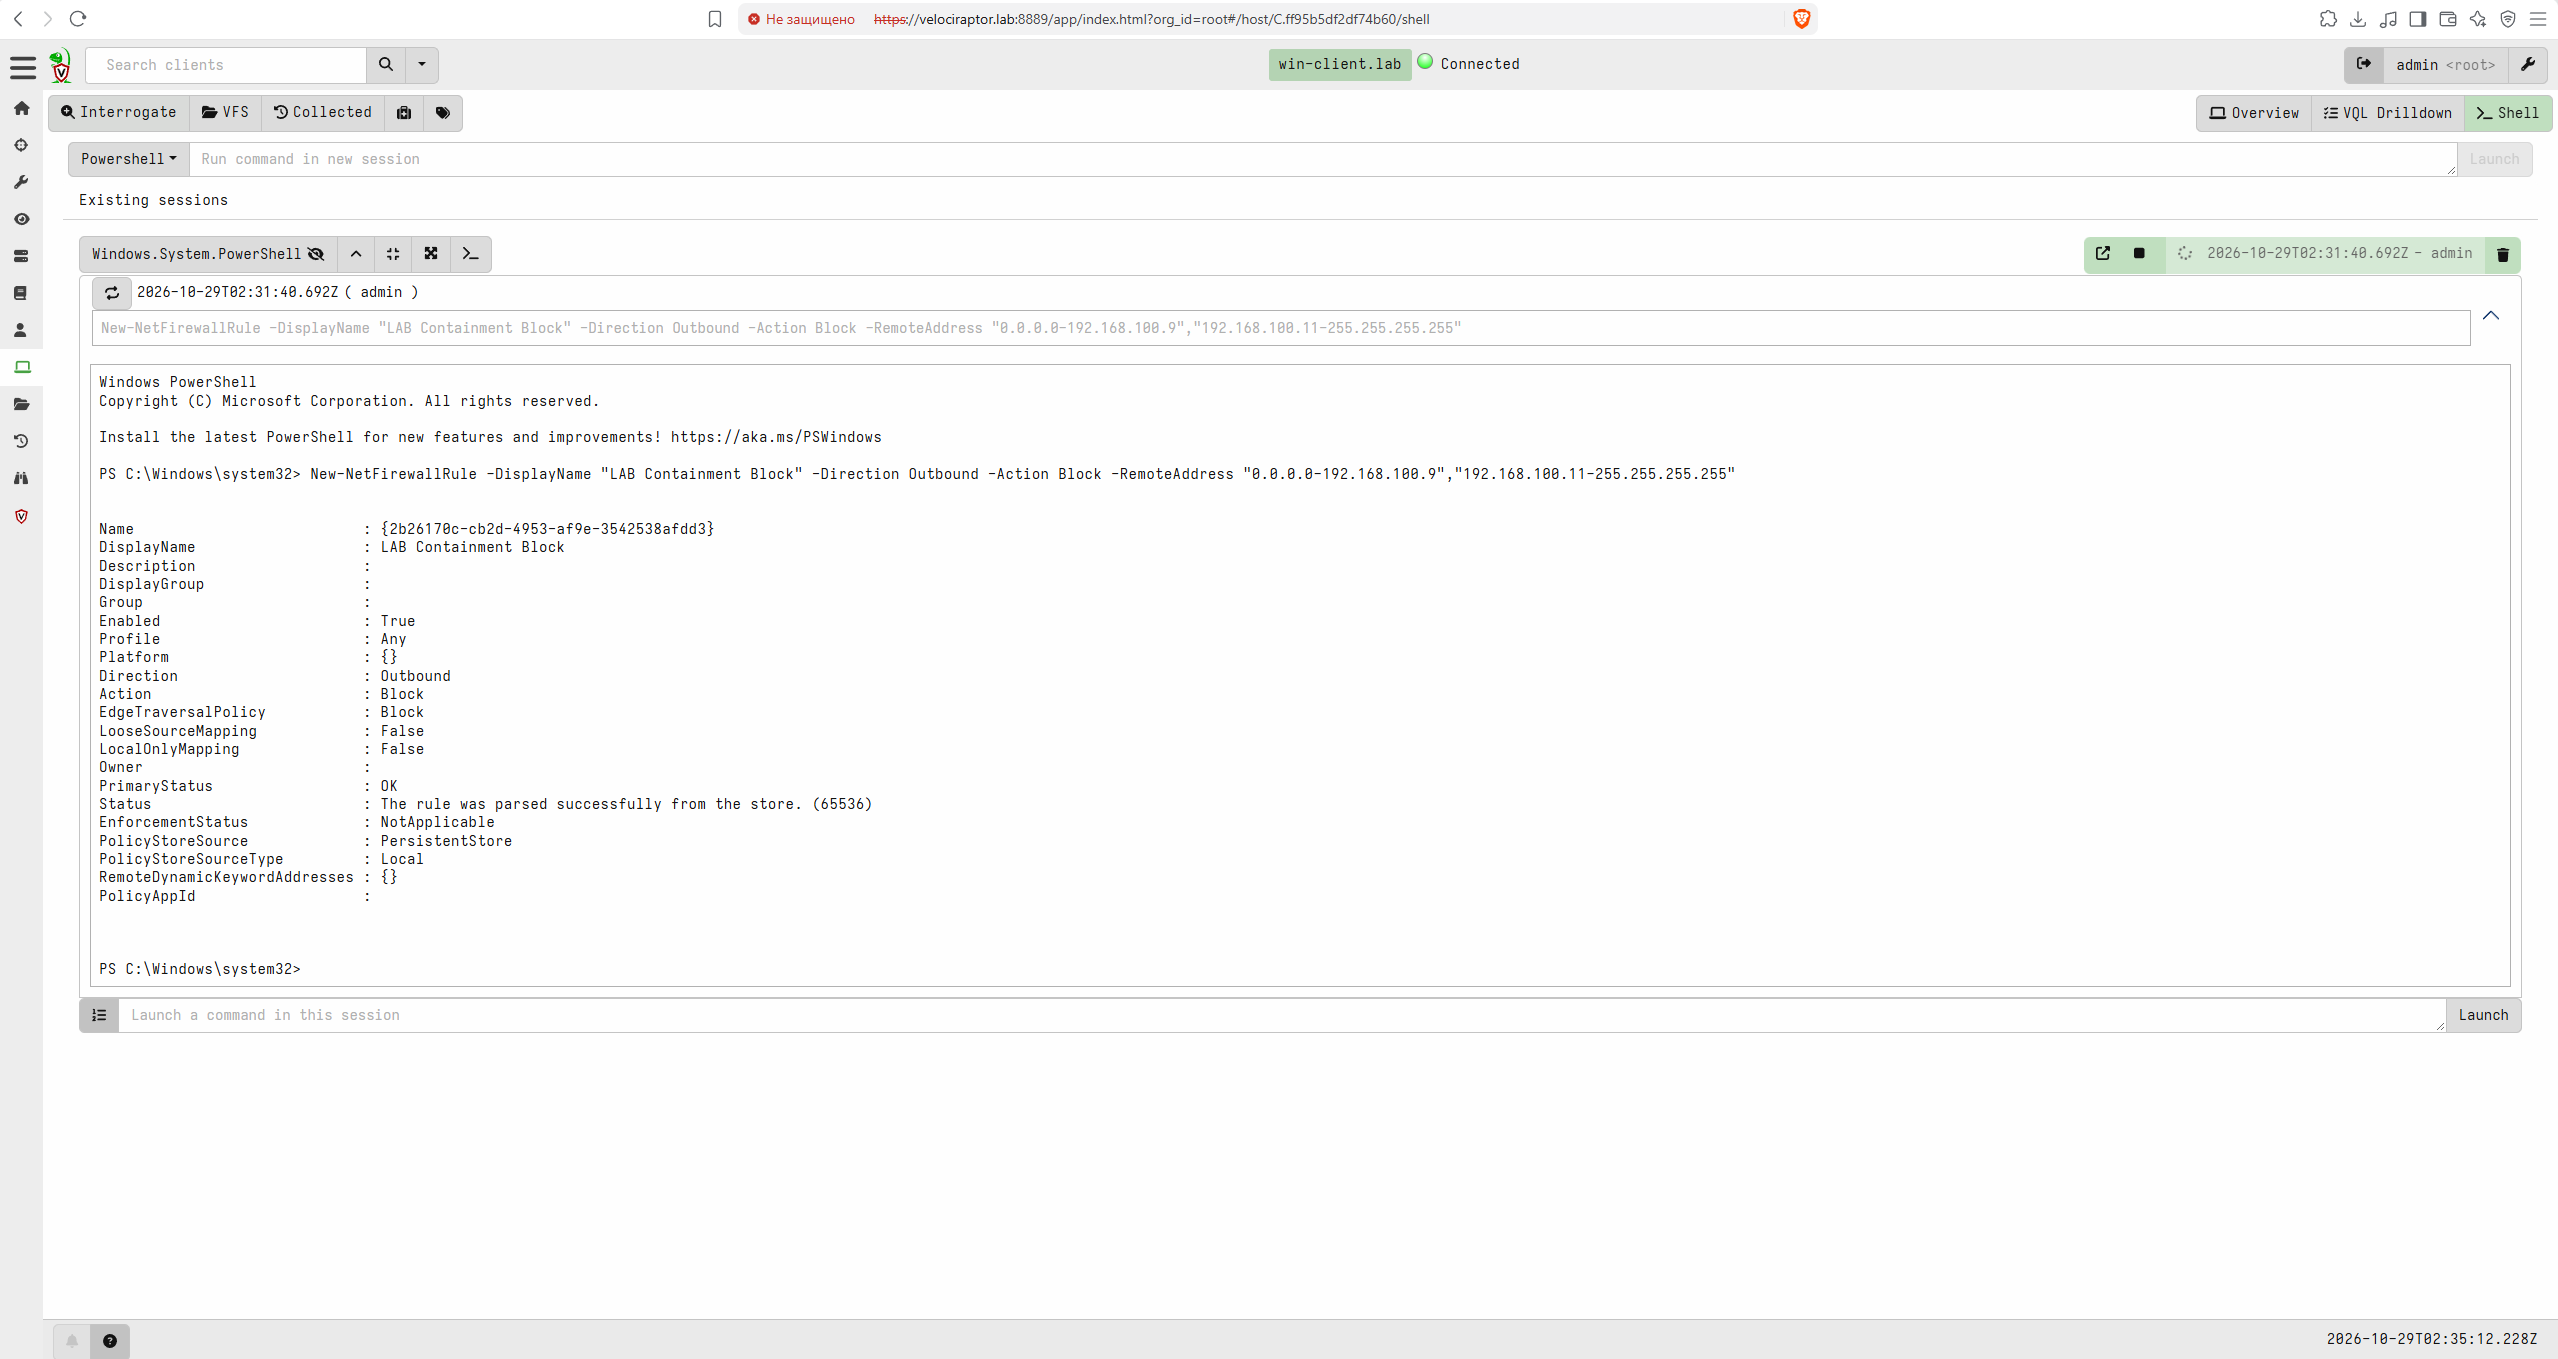 Не защищено https://velociraptor.lab:8889/app/index.html?org_id=root#/host/C.ff95b5df2df74b60/shell
Search clients
win-client.lab Connected
admin <root>
Interrogate VFS Collected
Overview VQL Drilldown Shell
Powershell Run command in new session Launch
Existing sessions
Windows.System.PowerShell
2026-10-29T02:31:40.692Z - admin
2026-10-29T02:31:40.692Z ( admin )
New-NetFirewallRule -DisplayName "LAB Containment Block" -Direction Outbound -Action Block -RemoteAddress "0.0.0.0-192.168.100.9","192.168.100.11-255.255.255.255"
Windows PowerShell
Copyright (C) Microsoft Corporation. All rights reserved.
Install the latest PowerShell for new features and improvements! https://aka.ms/PSWindows
PS C:\Windows\system32> New-NetFirewallRule -DisplayName "LAB Containment Block" -Direction Outbound -Action Block -RemoteAddress "0.0.0.0-192.168.100.9","192.168.100.11-255.255.255.255"
Name : {2b26170c-cb2d-4953-af9e-3542538afdd3}
DisplayName : LAB Containment Block
Description :
DisplayGroup :
Group :
Enabled : True
Profile : Any
Platform : {}
Direction : Outbound
Action : Block
EdgeTraversalPolicy : Block
LooseSourceMapping : False
LocalOnlyMapping : False
Owner :
PrimaryStatus : OK
Status : The rule was parsed successfully from the store. (65536)
EnforcementStatus : NotApplicable
PolicyStoreSource : PersistentStore
PolicyStoreSourceType : Local
RemoteDynamicKeywordAddresses : {}
PolicyAppId :
PS C:\Windows\system32>
Launch a command in this session Launch
2026-10-29T02:35:12.228Z